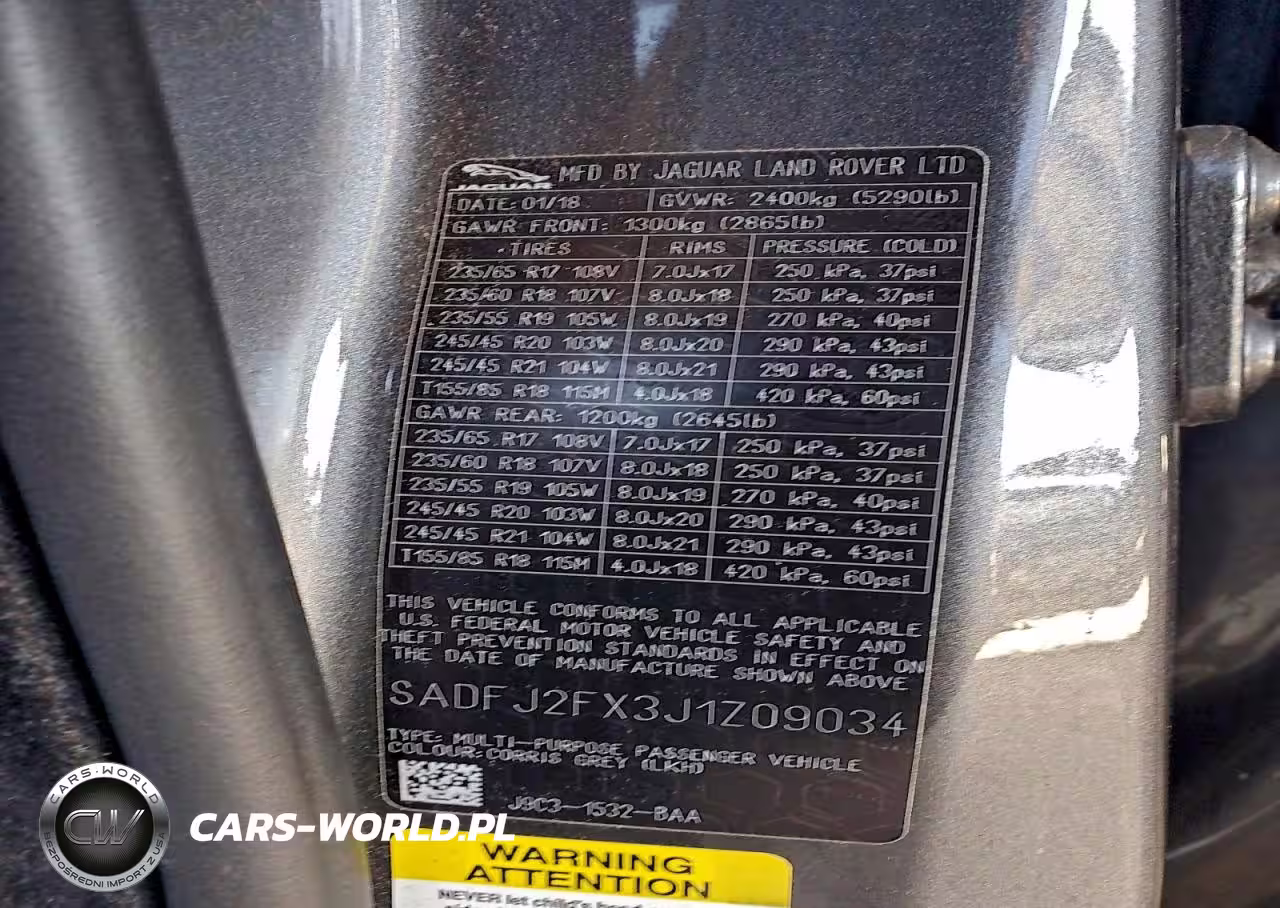 JAGUAR MFD BY JAGUAR LAND ROVER LTD
DATE: 01/18 GVWR: 2400kg (5290lb)
GAWR FRONT: 1300kg (2865lb)
TIRES RIMS PRESSURE (COLD)
235/65 R17 108V 7.0Jx17 250 kPa, 37psi
235/60 R18 107V 8.0Jx18 250 kPa, 37psi
235/55 R19 105W 8.0Jx19 270 kPa, 40psi
245/45 R20 103W 8.0Jx20 290 kPa, 43psi
245/45 R21 104W 8.0Jx21 290 kPa, 43psi
T155/85 R18 115M 4.0Jx18 420 kPa, 60psi
GAWR REAR: 1200kg (2645lb)
235/65 R17 108V 7.0Jx17 250 kPa, 37psi
235/60 R18 107V 8.0Jx18 250 kPa, 37psi
235/55 R19 105W 8.0Jx19 270 kPa, 40psi
245/45 R20 103W 8.0Jx20 290 kPa, 43psi
245/45 R21 104W 8.0Jx21 290 kPa, 43psi
T155/85 R18 115M 4.0Jx18 420 kPa, 60psi
THIS VEHICLE CONFORMS TO ALL APPLICABLE
U.S. FEDERAL MOTOR VEHICLE SAFETY AND
THEFT PREVENTION STANDARDS IN EFFECT ON
THE DATE OF MANUFACTURE SHOWN ABOVE
SADFJ2FX3J1Z09034
TYPE: MULTI-PURPOSE PASSENGER VEHICLE
COLOUR: CORRIS GREY (LKH)
J9C3-1532-BAA
CARS-WORLD
CW
BEZPOŚREDNI IMPORT Z USA
CARS-WORLD.PL
WARNING
ATTENTION
NEVER let child's